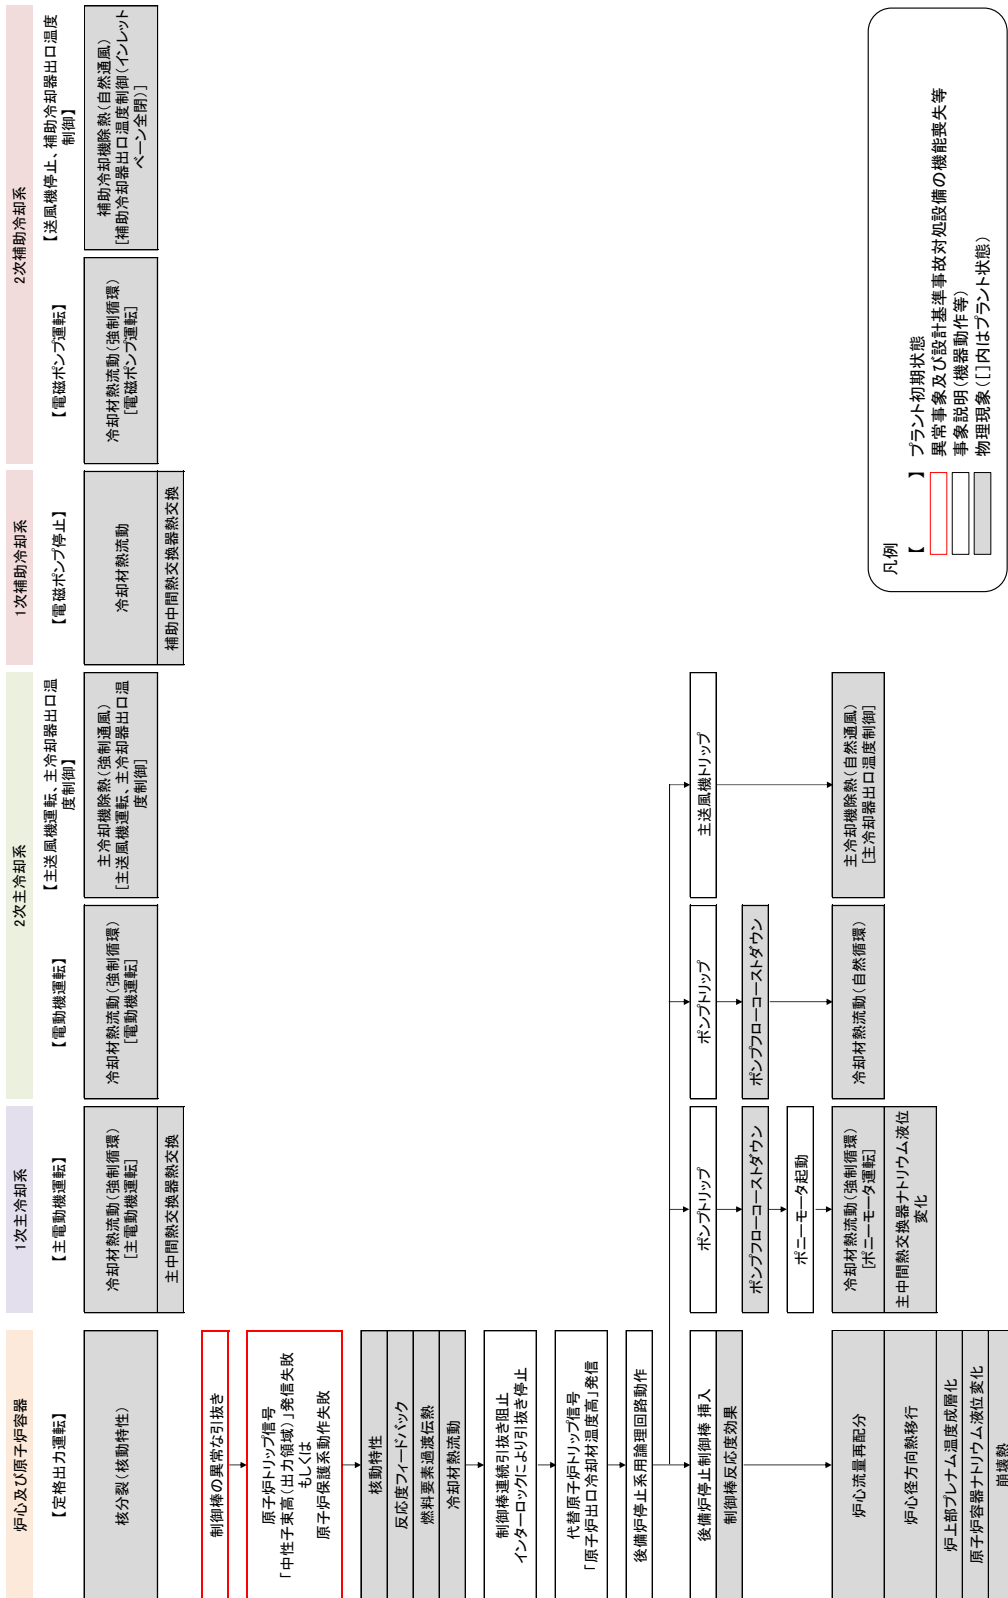 炉心及び原子炉容器
【定格出力運転】
核分裂(核動特性)
制御棒の異常な引抜き
原子炉トリップ信号
「中性子束高(出力領域)」発信失敗
もしくは
原子炉保護系動作失敗
核動特性
反応度フィードバック
燃料要素過渡伝熱
冷却材熱流動
制御棒連続引抜き阻止
インターロックにより引抜き停止
代替原子炉トリップ信号
「原子炉出口冷却材温度高」発信
後備炉停止系用論理回路動作
後備炉停止制御棒 挿入
制御棒反応度効果
炉心流量再配分
炉心径方向熱移行
炉上部プレナム温度成層化
原子炉容器ナトリウム液位変化
崩壊熱
1次主冷却系
【主電動機運転】
冷却材熱流動(強制循環)
[主電動機運転]
主中間熱交換器熱交換
ポンプトリップ
ポンプフローコーストダウン
ポニーモータ起動
冷却材熱流動(強制循環)
[ポニーモータ運転]
主中間熱交換器ナトリウム液位
変化
2次主冷却系
【電動機運転】
冷却材熱流動(強制循環)
[電動機運転]
ポンプトリップ
ポンプフローコーストダウン
冷却材熱流動(自然循環)
【主送風機運転、主冷却器出口温
度制御】
主冷却機除熱(強制通風)
[主送風機運転、主冷却器出口温
度制御]
主送風機トリップ
主冷却機除熱(自然通風)
[主冷却器出口温度制御]
1次補助冷却系
【電磁ポンプ停止】
冷却材熱流動
補助中間熱交換器熱交換
2次補助冷却系
【電磁ポンプ運転】
冷却材熱流動(強制循環)
[電磁ポンプ運転]
【送風機停止、補助冷却器出口温度
制御】
補助冷却機除熱(自然通風)
[補助冷却器出口温度制御(インレット
ベーン全閉)]
凡例
【 】 プラント初期状態
異常事象及び設計基準事故対処設備の機能喪失等
事象説明(機器動作等)
物理現象([]内はプラント状態)